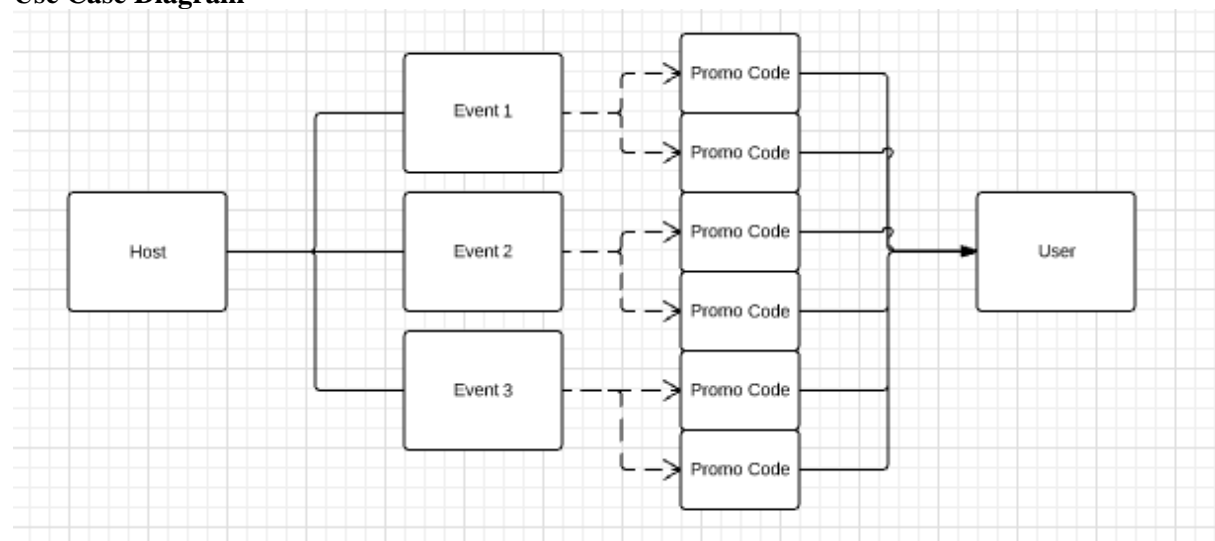 Use Case Diagram
Promo Code
Event 1
Promo Code
Promo Code
Host
Event 2
User
Promo Code
Event 3
Promo Code
Promo Code